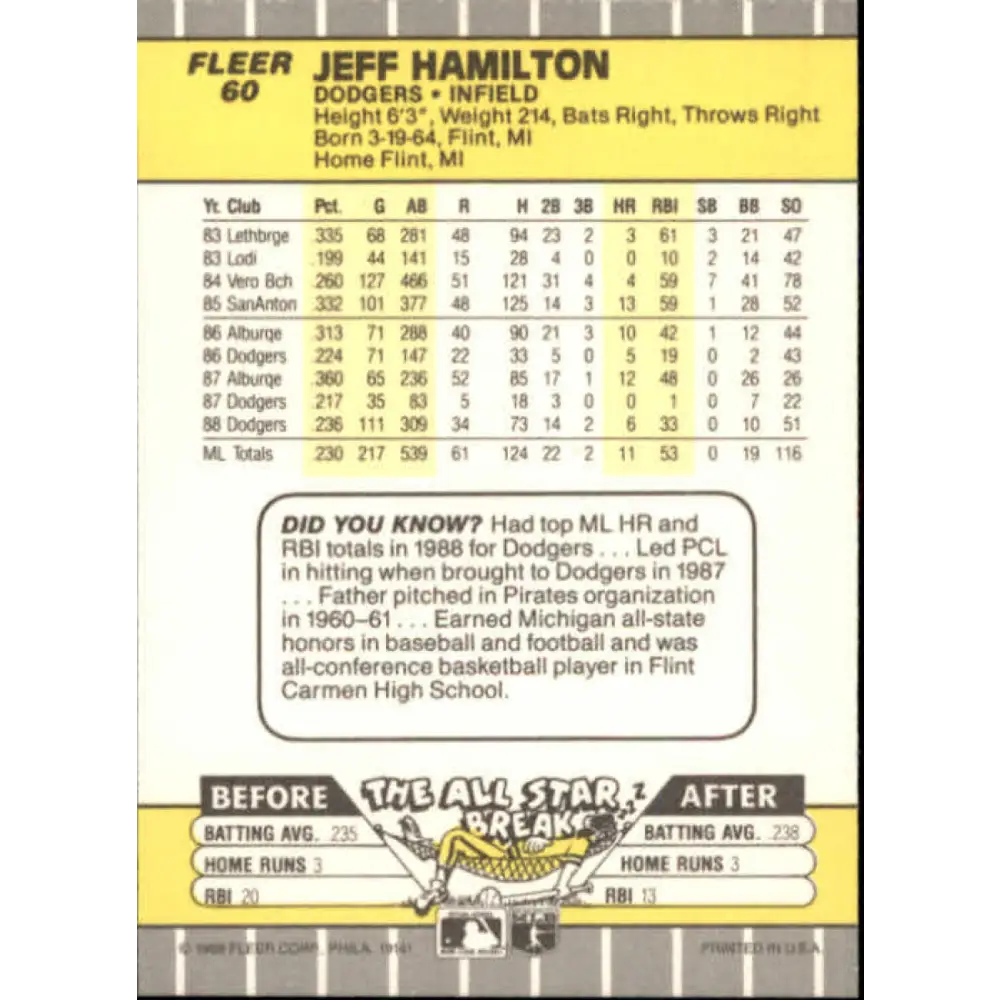 FLEER JEFF HAMILTON
60 DODGERS • INFIELD
Height 6'3", Weight 214, Bats Right, Throws Right
Born 3-19-64, Flint, MI
Home Flint, MI
Yr. Club Pct. G AB R H 2B 3B HR RBI SB BB SO
83 Lethbrge .335 68 281 48 94 23 2 3 61 3 21 47
83 Lodi .199 44 141 15 28 4 0 0 10 2 14 42
84 Vero Bch .260 127 466 51 121 31 4 4 59 7 41 78
85 SanAnton .332 101 377 48 125 14 3 13 59 1 28 52
86 Alburqe .313 71 288 40 90 21 3 10 42 1 12 44
86 Dodgers .224 71 147 22 33 5 0 5 19 0 2 43
87 Alburqe .360 65 236 52 85 17 1 12 48 0 26 26
87 Dodgers .217 35 83 5 18 3 0 0 1 0 7 22
88 Dodgers .236 111 309 34 73 14 2 6 33 0 10 51
ML Totals .230 217 539 61 124 22 2 11 53 0 19 116
DID YOU KNOW? Had top ML HR and
RBI totals in 1988 for Dodgers . . . Led PCL
in hitting when brought to Dodgers in 1987
. . . Father pitched in Pirates organization
in 1960–61 . . . Earned Michigan all-state
honors in baseball and football and was
all-conference basketball player in Flint
Carmen High School.
BEFORE THE ALL STAR BREAK AFTER
BATTING AVG. .235 BATTING AVG. .238
HOME RUNS 3 HOME RUNS 3
RBI 20 RBI 13
© 1989 FLEER CORP., PHILA. 19141 PRINTED IN U.S.A.